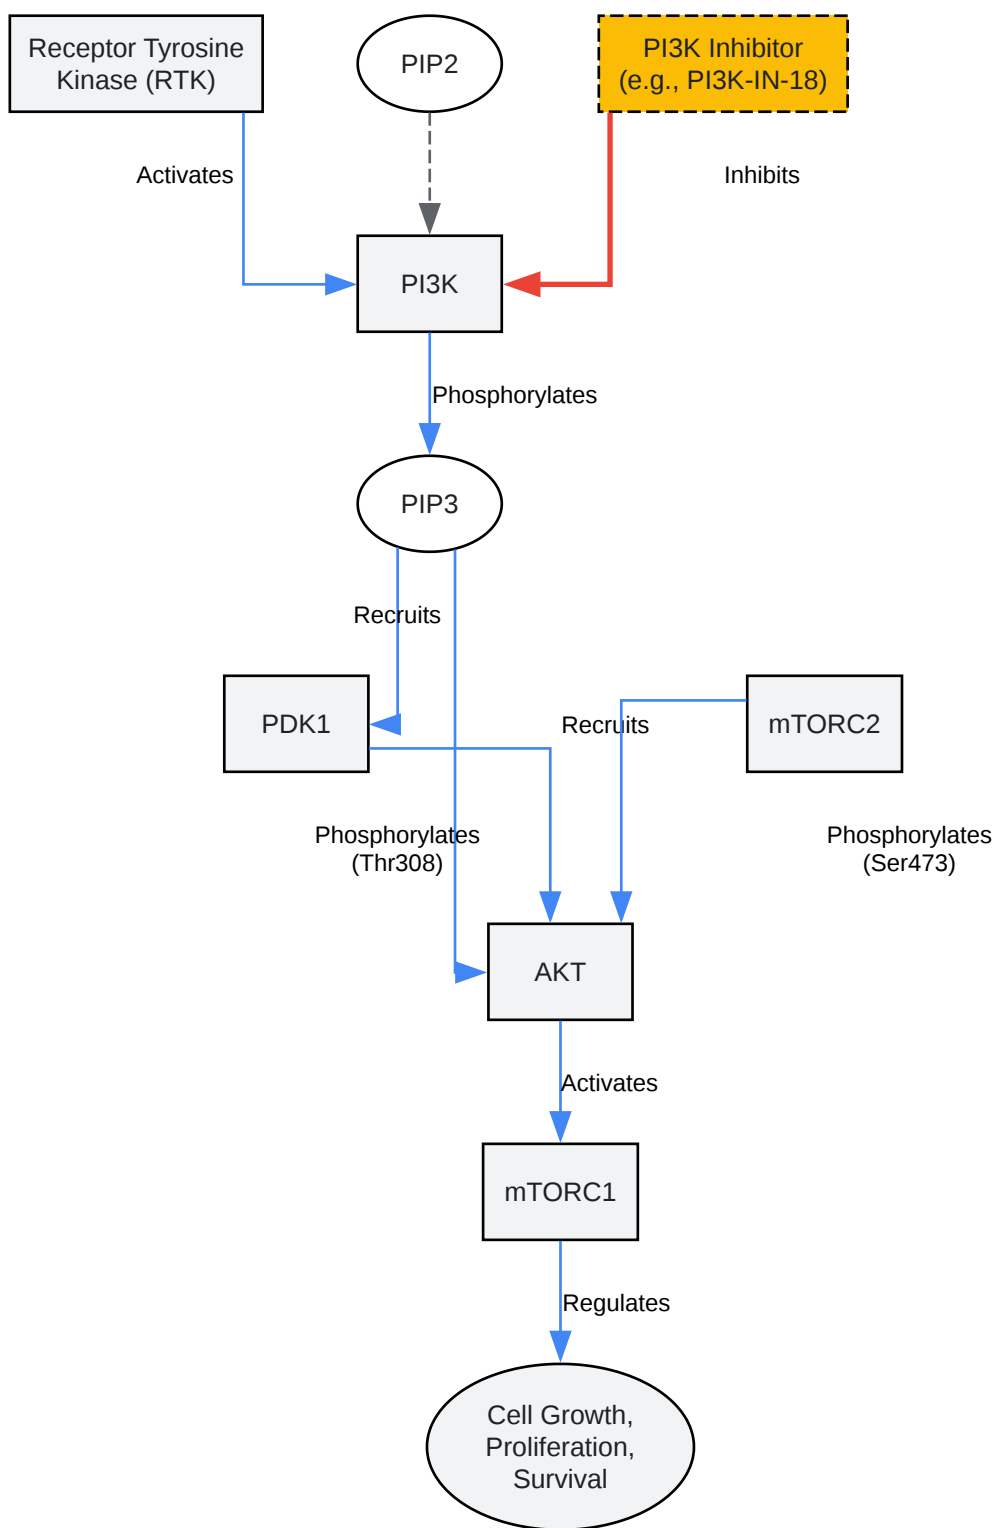 Receptor Tyrosine
Kinase (RTK)
PIP2
PI3K Inhibitor
(e.g., PI3K-IN-18)
Activates
Inhibits
PI3K
Phosphorylates
PIP3
Recruits
PDK1
Recruits
mTORC2
Phosphorylates
(Thr308)
Phosphorylates
(Ser473)
AKT
Activates
mTORC1
Regulates
Cell Growth,
Proliferation,
Survival